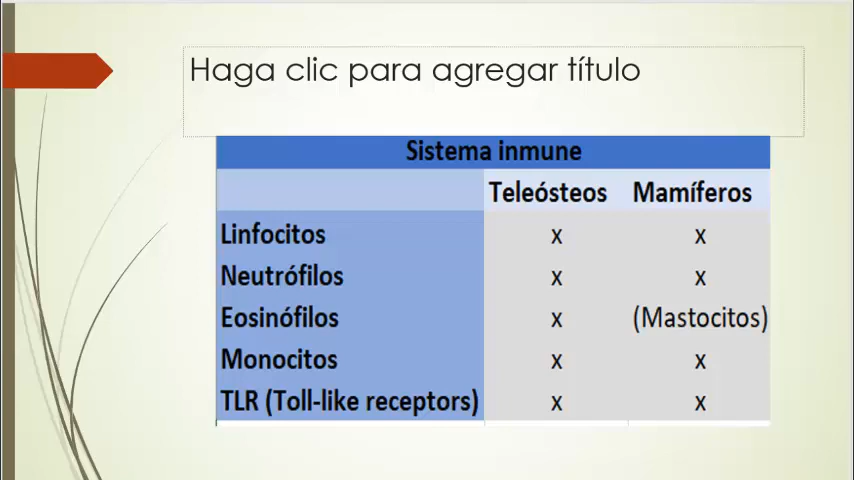 Haga clic para agregar título
Sistema inmune
Teleósteos Mamíferos
Linfocitos x x
Neutrófilos x x
Eosinófilos x (Mastocitos)
Monocitos x x
TLR (Toll-like receptors) x x